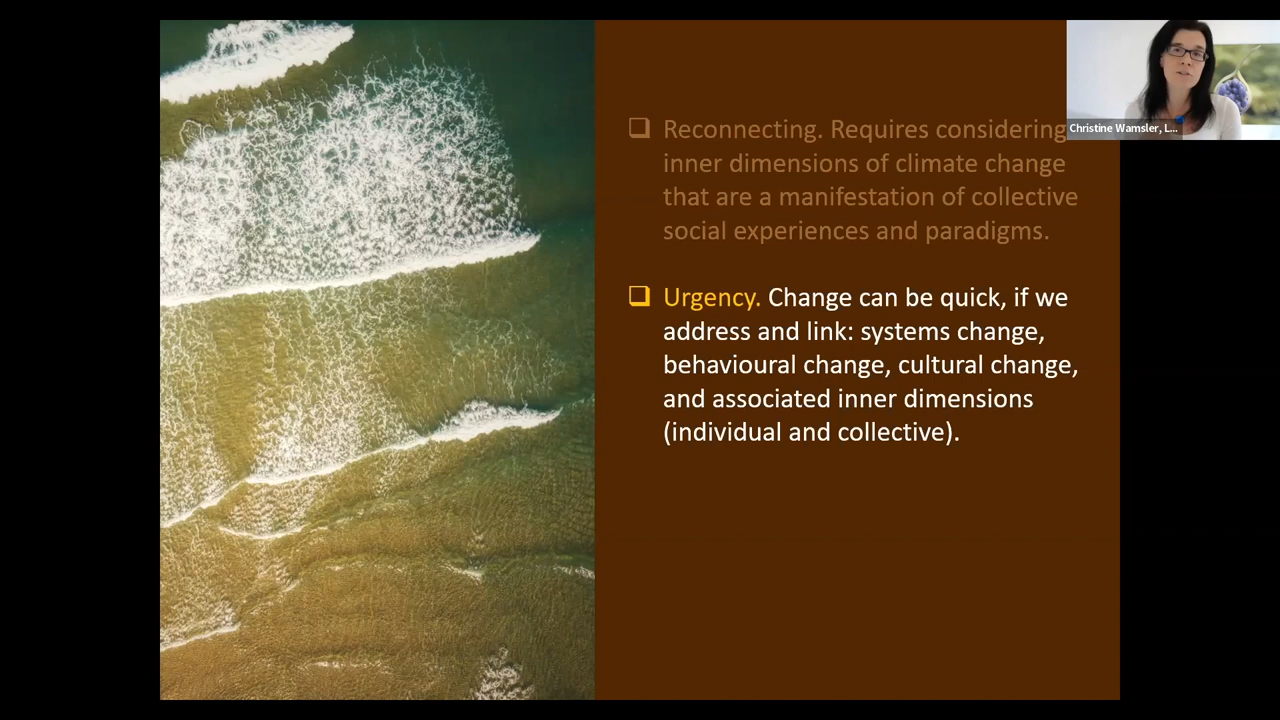 Reconnecting. Requires considering
inner dimensions of climate change
that are a manifestation of collective
social experiences and paradigms.
Urgency. Change can be quick, if we
address and link: systems change,
behavioural change, cultural change,
and associated inner dimensions
(individual and collective).
Christine Wamsler, L...